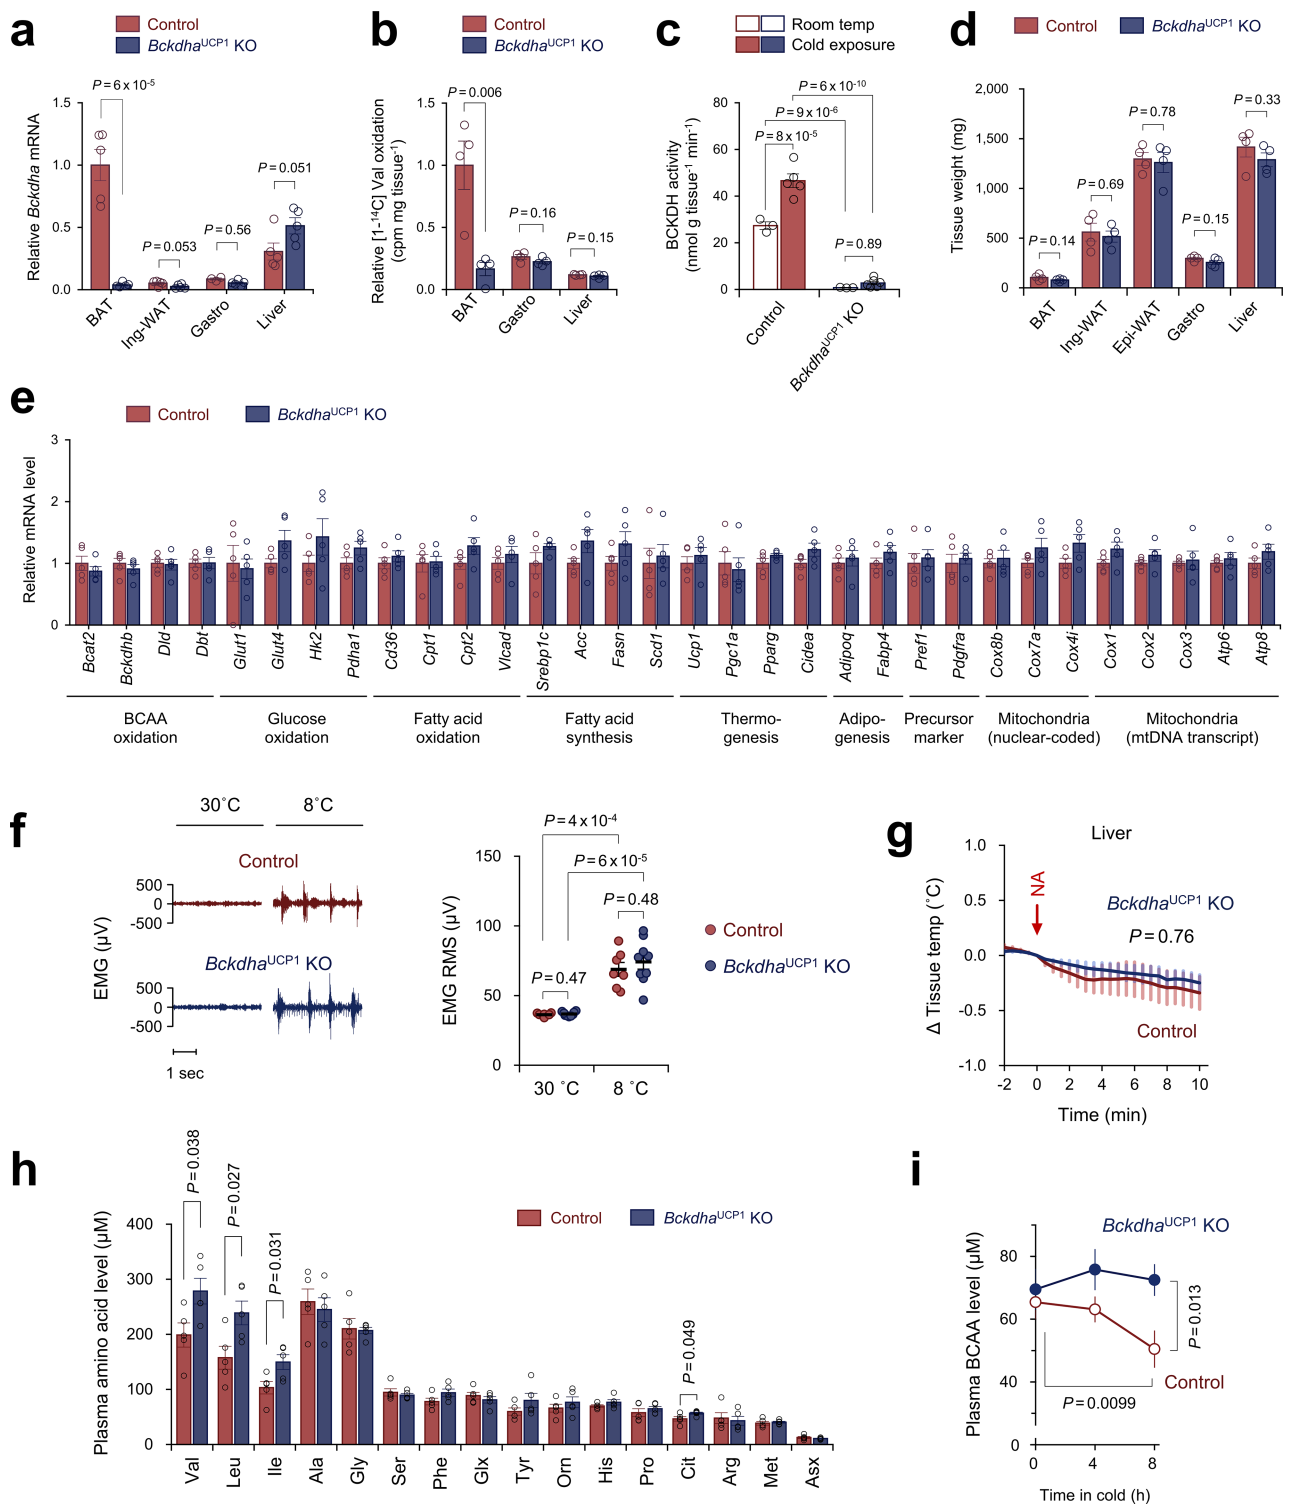 a
Control
Bckdha^UCP1 KO
P = 6 x 10^-5
Relative Bckdha mRNA
1.5
1.0
0.5
0.0
P = 0.053
P = 0.56
P = 0.051
BAT
Ing-WAT
Gastro
Liver
b
Control
Bckdha^UCP1 KO
P = 0.006
Relative [1-^14C] Val oxidation
(cpm mg tissue^-1)
1.5
1.0
0.5
0.0
P = 0.16
P = 0.15
BAT
Gastro
Liver
c
Room temp
Cold exposure
P = 6 x 10^-10
P = 9 x 10^-6
P = 8 x 10^-5
BCKDH activity
(nmol g tissue^-1 min^-1)
80
60
40
20
0
P = 0.89
Control
Bckdha^UCP1 KO
d
Control
Bckdha^UCP1 KO
Tissue weight (mg)
2,000
1,500
1,000
500
0
P = 0.14
P = 0.69
P = 0.78
P = 0.15
P = 0.33
BAT
Ing-WAT
Epi-WAT
Gastro
Liver
e
Control
Bckdha^UCP1 KO
Relative mRNA level
3
2
1
0
Bcat2
Bckdhb
Dld
Dbt
Glut1
Glut4
Hk2
Pdha1
Cd36
Cpt1
Cpt2
Vlcad
Srebp1c
Acc
Fasn
Scd1
Ucp1
Pgc1a
Pparg
Cidea
Adipoq
Fabp4
Pref1
Pdgfra
Cox8b
Cox7a
Cox4i
Cox1
Cox2
Cox3
Atp6
Atp8
BCAA
oxidation
Glucose
oxidation
Fatty acid
oxidation
Fatty acid
synthesis
Thermo-
genesis
Adipo-
genesis
Precursor
marker
Mitochondria
(nuclear-coded)
Mitochondria
(mtDNA transcript)
f
30˚C
8˚C
Control
EMG (µV)
500
0
-500
Bckdha^UCP1 KO
500
0
-500
1 sec
P = 4 x 10^-4
P = 6 x 10^-5
P = 0.48
P = 0.47
EMG RMS (µV)
150
100
50
0
30 ˚C
8 ˚C
Control
Bckdha^UCP1 KO
g
Liver
NA
Bckdha^UCP1 KO
P = 0.76
Control
Δ Tissue temp (˚C)
1.0
0.5
0.0
-0.5
-1.0
-2
0
2
4
6
8
10
Time (min)
h
P = 0.038
P = 0.027
P = 0.031
P = 0.049
Control
Bckdha^UCP1 KO
Plasma amino acid level (µM)
400
300
200
100
0
Val
Leu
Ile
Ala
Gly
Ser
Phe
Glx
Tyr
Orn
His
Pro
Cit
Arg
Met
Asx
i
Bckdha^UCP1 KO
Plasma BCAA level (µM)
80
60
40
0
P = 0.013
Control
P = 0.0099
0
4
8
Time in cold (h)